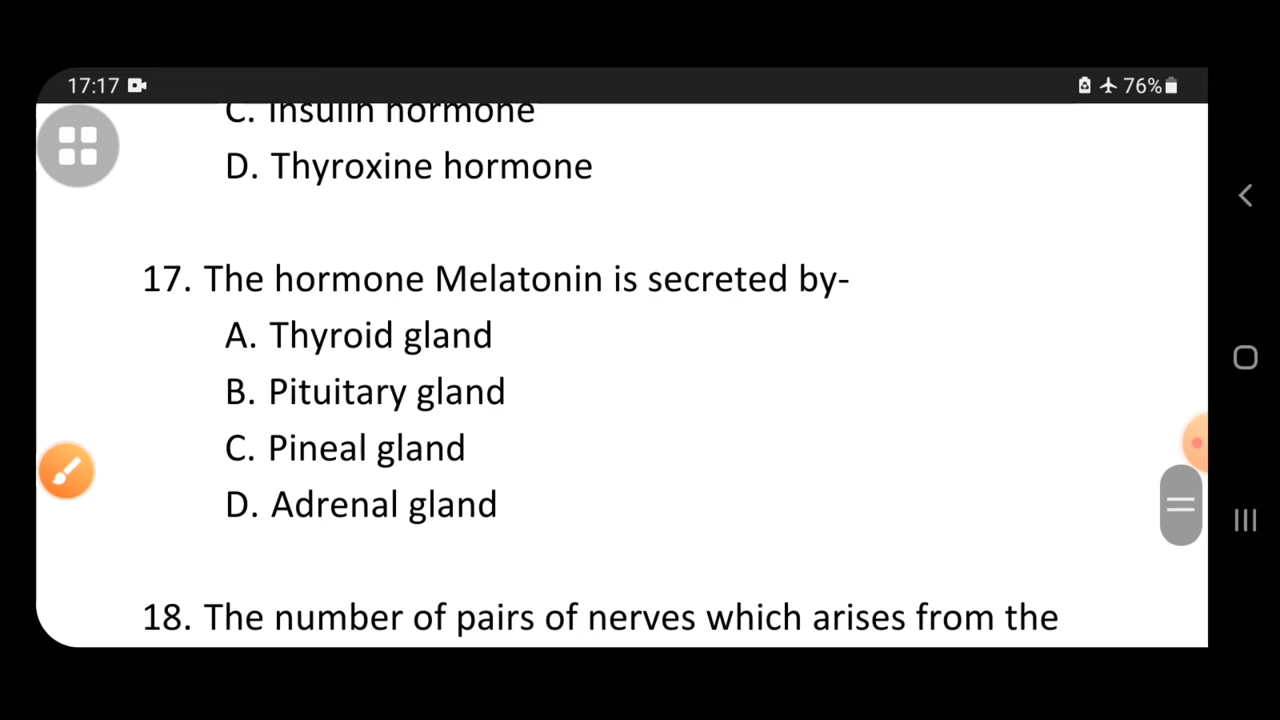 17:17 76%
C. Insulin hormone
D. Thyroxine hormone
17. The hormone Melatonin is secreted by-
A. Thyroid gland
B. Pituitary gland
C. Pineal gland
D. Adrenal gland
18. The number of pairs of nerves which arises from the